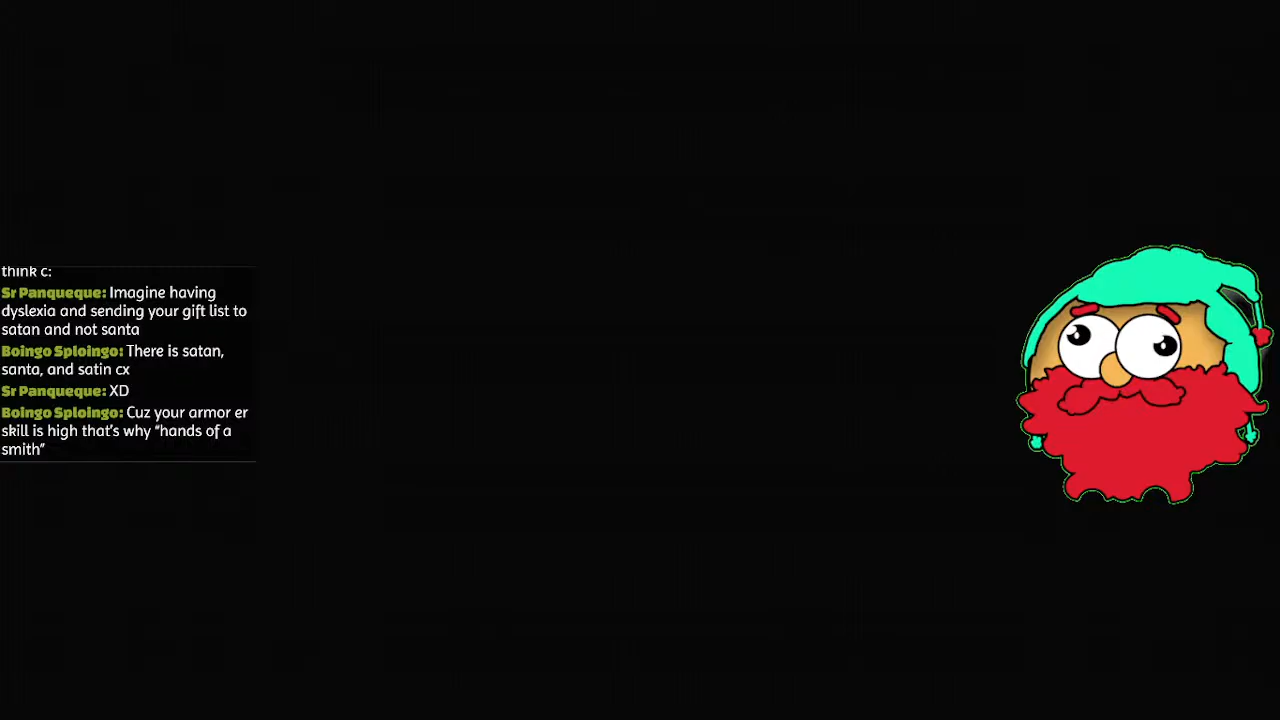 think c:
Sr Panqueque: Imagine having
dyslexia and sending your gift list to
satan and not santa
Boingo Sploingo: There is satan,
santa, and satin cx
Sr Panqueque: XD
Boingo Sploingo: Cuz your armor er
skill is high that's why “hands of a
smith”